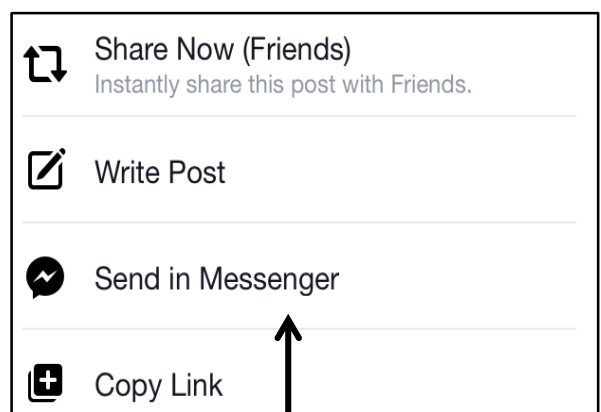 Share Now (Friends)
Instantly share this post with Friends.
Write Post
Send in Messenger
Copy Link